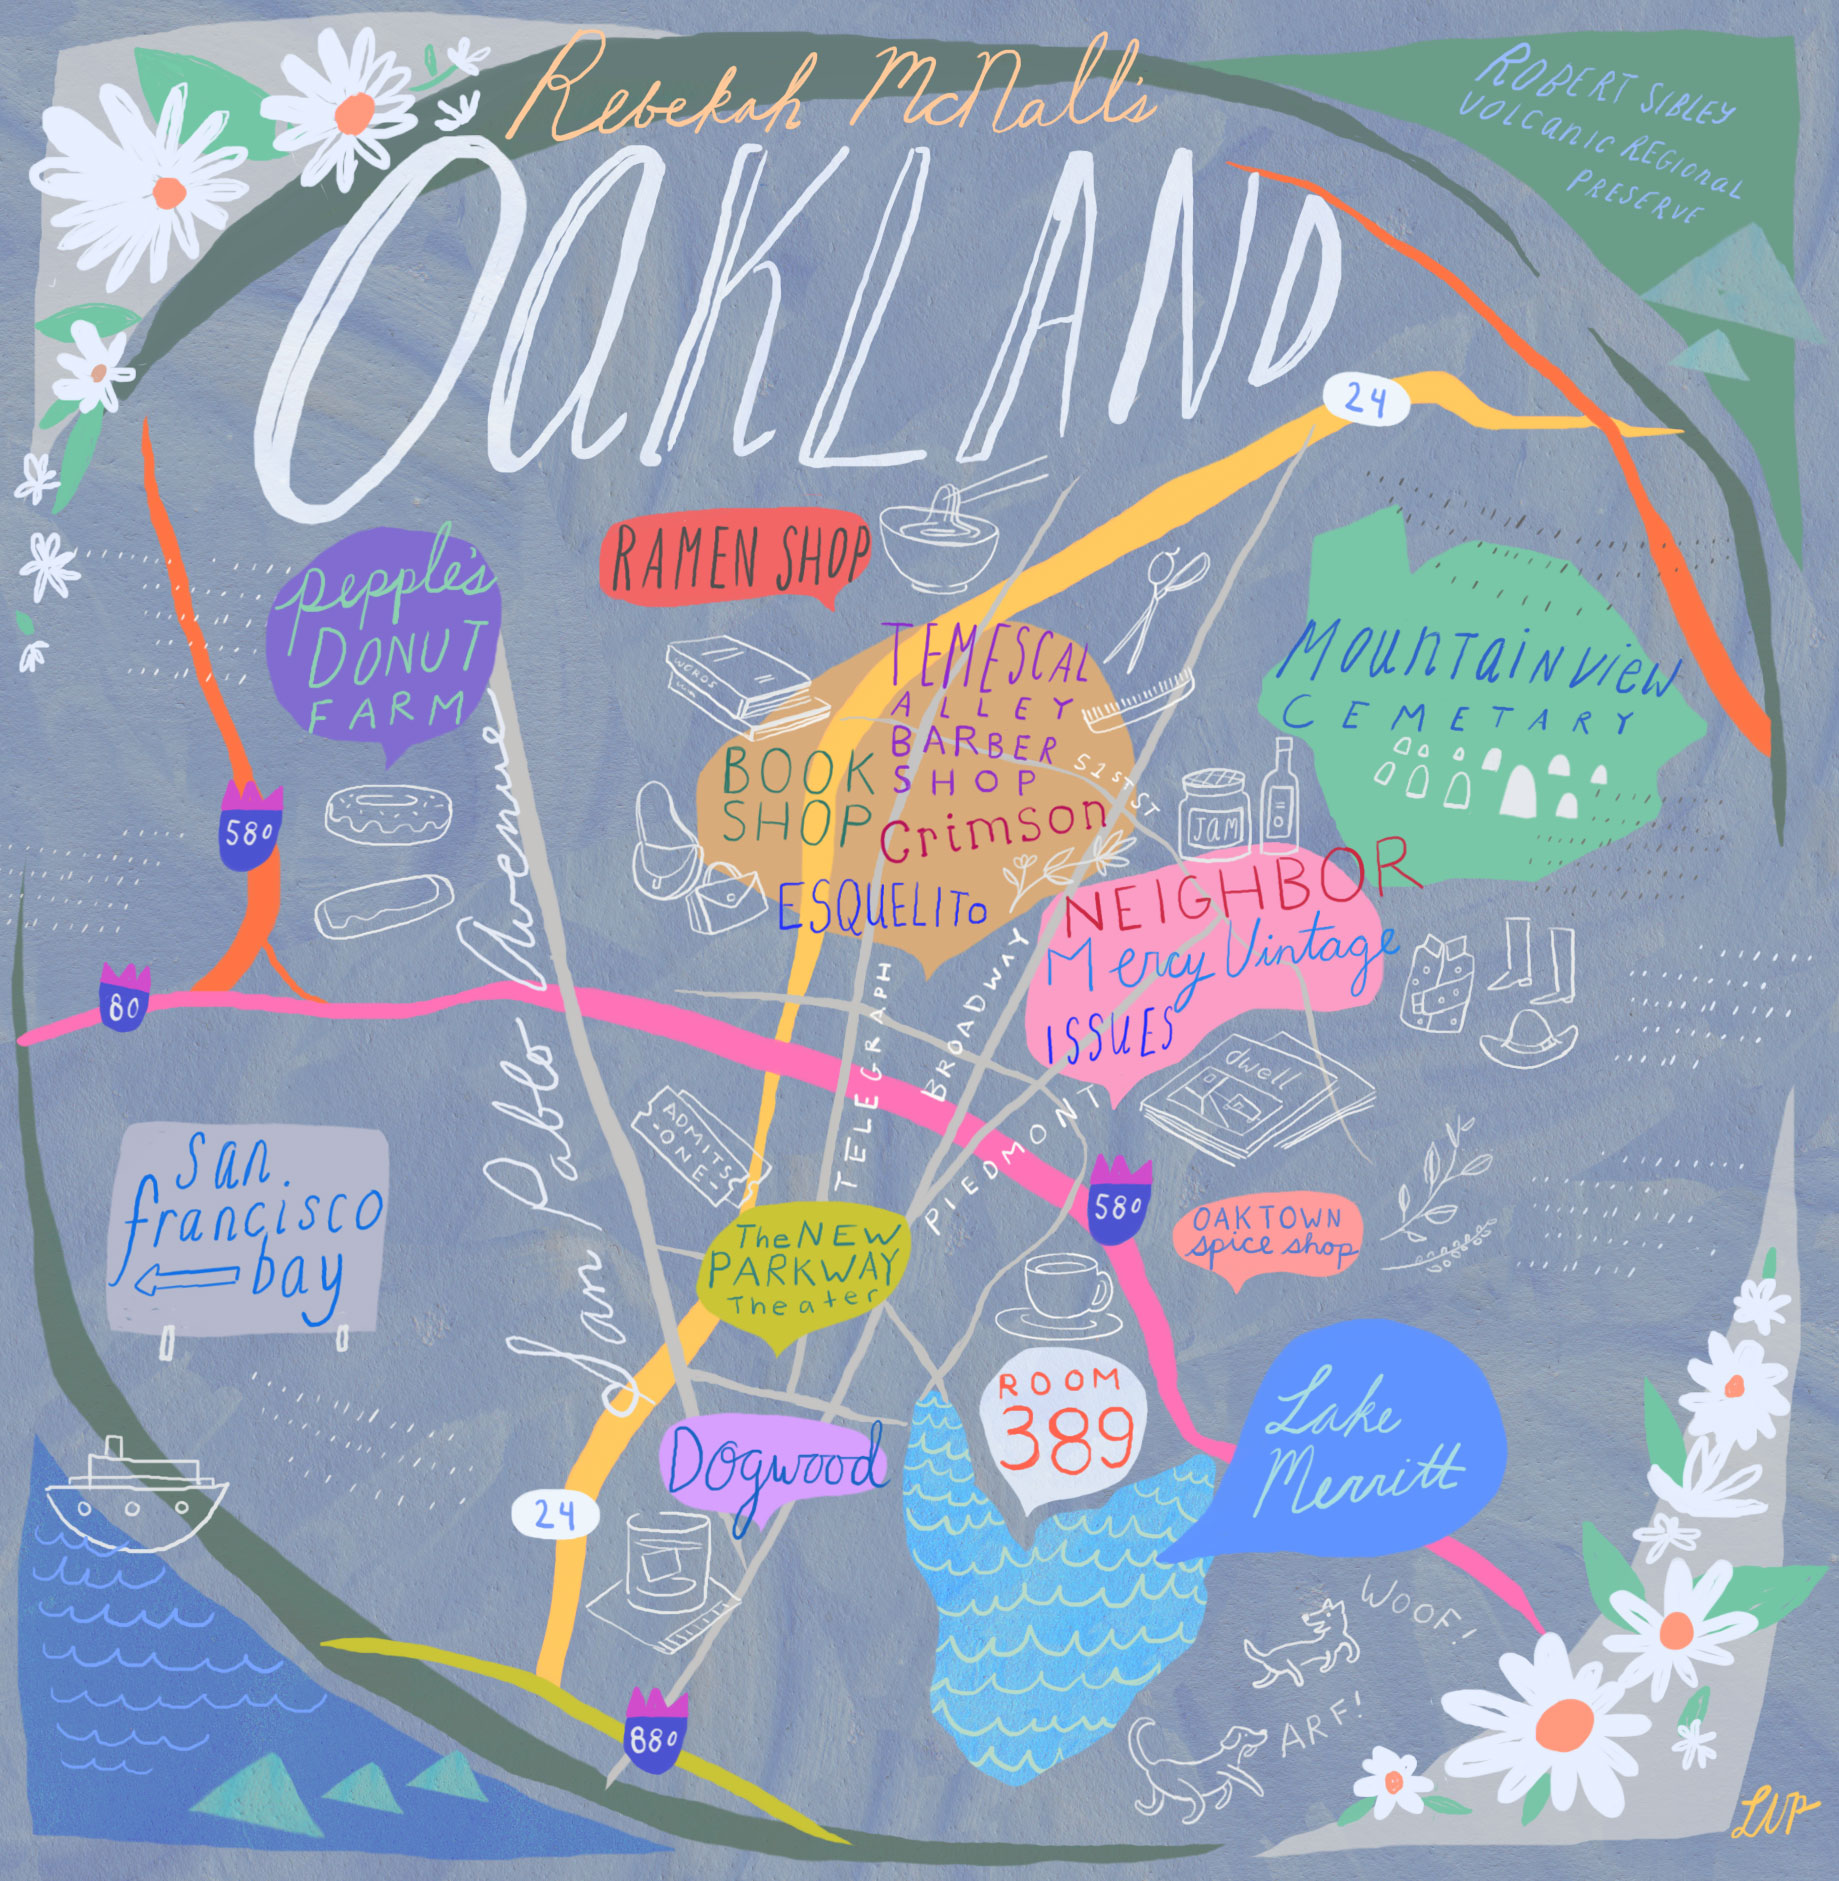 Rebekah McNall's
OAKLAND
ROBERT SIBLEY
VOLCANIC REGIONAL
PRESERVE
24
pepple's
DONUT
FARM
RAMEN SHOP
WORDS
TEMESCAL
ALLEY
BARBER
SHOP
BOOK
SHOP
Crimson
ESQUELITO
51ST ST
MOUNTAIN VIEW
CEMETARY
JAM
NEIGHBOR
Mercy Vintage
ISSUES
dwell
580
80
San Pablo Avenue
TELEGRAPH
BROADWAY
PIEDMONT
ADMITS
-ONE-
san
francisco
bay
The NEW
PARKWAY
Theater
580
OAKTOWN
spice shop
ROOM
389
Lake
Merritt
Dogwood
24
WOOF!
ARF!
880
LVP